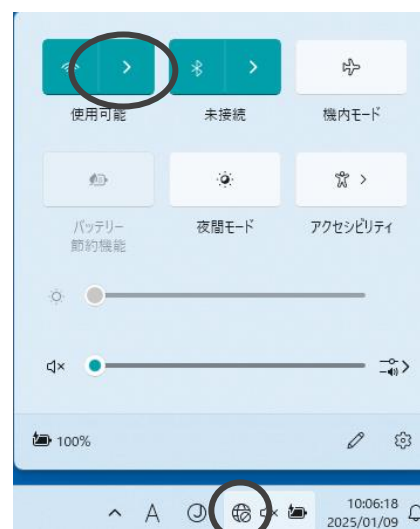 使用可能
未接続
機内モード
バッテリー
節約機能
夜間モード
アクセシビリティ
100%
A
10:06:18
2025/01/09